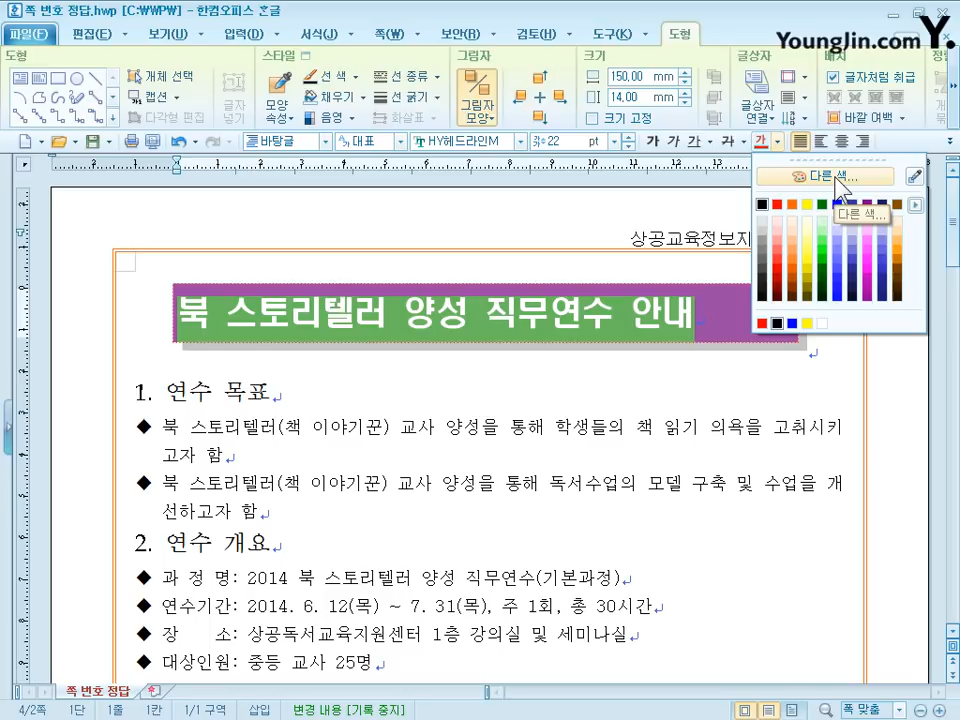 쪽 번호 정답.hwp [C:\WPW] - 한컴오피스 흔글
파일(F) 편집(E) 보기(U) 입력(D) 서식(J) 쪽(W) 보안(R) 검토(H) 도구(K) 도형
YoungJin.com Y.
도형 스타일 그림자 크기 글상자 배치
개체 선택
캡션
다각형 편집
글자 넣기
모양 속성
선 색
채우기
음영
선 종류
선 굵기
화살표
그림자 모양
150,00 mm
14,00 mm
크기 고정
글상자 연결
글자처럼 취급
바깥 여백
바탕글 대표 HY헤드라인M 22 pt 가 가 가 가 가
다른 색...
다른 색...
상공교육정보지
북 스토리텔러 양성 직무연수 안내
1. 연수 목표
◆ 북 스토리텔러(책 이야기꾼) 교사 양성을 통해 학생들의 책 읽기 의욕을 고취시키
고자 함
◆ 북 스토리텔러(책 이야기꾼) 교사 양성을 통해 독서수업의 모델 구축 및 수업을 개
선하고자 함
2. 연수 개요
◆ 과 정 명: 2014 북 스토리텔러 양성 직무연수(기본과정)
◆ 연수기간: 2014. 6. 12(목) ~ 7. 31(목), 주 1회, 총 30시간
◆ 장 소: 상공독서교육지원센터 1층 강의실 및 세미나실
◆ 대상인원: 중등 교사 25명
쪽 번호 정답
4/2쪽 1단 1줄 1칸 1/1 구역 삽입 변경 내용 [기록 중지] 쪽 맞춤